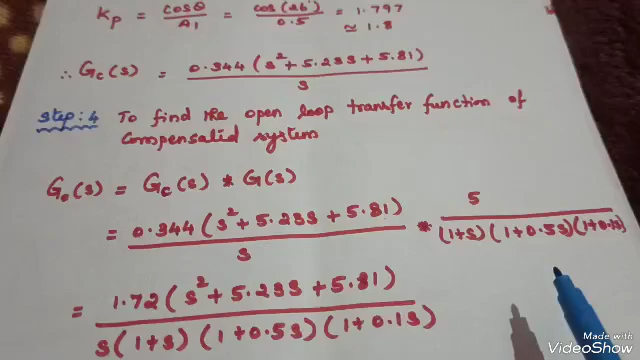 Kp = cosθ / A1 = cos(26°) / 0.5 = 1.797
≃ 1.8
∴ Gc(s) = 0.344 (s² + 5.23s + 5.81) / s
Step:4 To find the open loop transfer function of
compensated system
Go(s) = Gc(s) * G(s)
= 0.344 (s² + 5.23s + 5.81) / s * 5 / (1+s) (1+0.5s) (1+0.1s)
= 1.72 (s² + 5.23s + 5.81) / s(1+s) (1+0.5s) (1+0.1s)
Made with
VideoShow